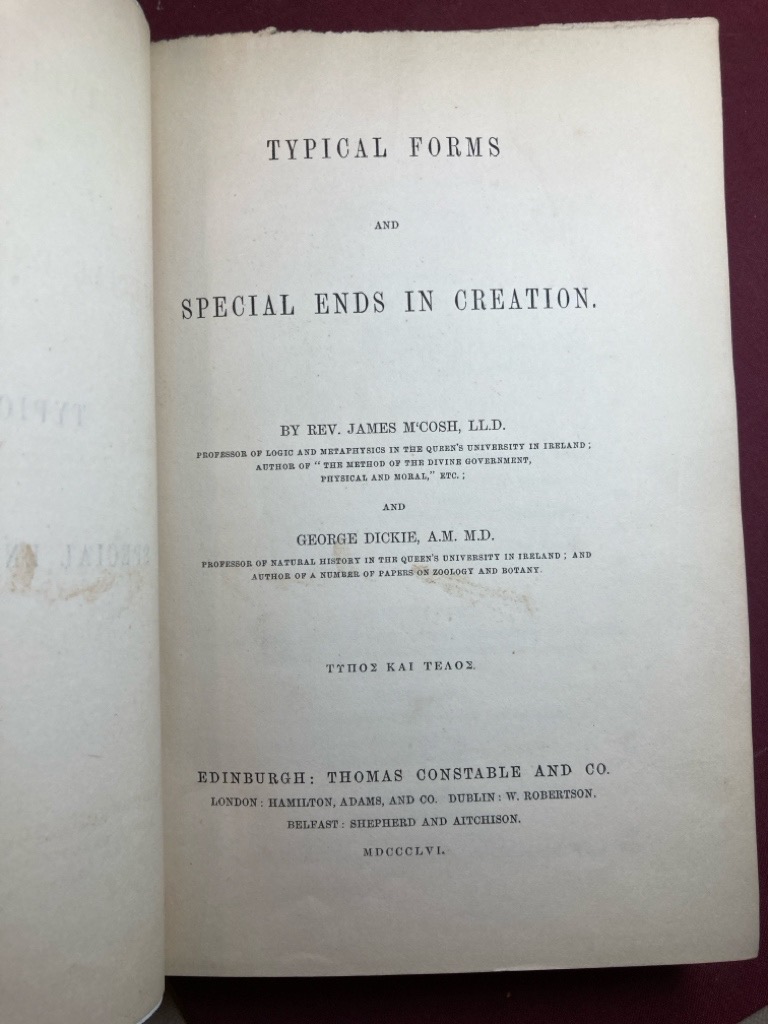 TYPICAL FORMS
AND
SPECIAL ENDS IN CREATION.
BY REV. JAMES M‘COSH, LL.D.
PROFESSOR OF LOGIC AND METAPHYSICS IN THE QUEEN'S UNIVERSITY IN IRELAND;
AUTHOR OF "THE METHOD OF THE DIVINE GOVERNMENT,
PHYSICAL AND MORAL," ETC.;
AND
GEORGE DICKIE, A.M. M.D.
PROFESSOR OF NATURAL HISTORY IN THE QUEEN'S UNIVERSITY IN IRELAND; AND
AUTHOR OF A NUMBER OF PAPERS ON ZOOLOGY AND BOTANY.
ΤΥΠΟΣ ΚΑΙ ΤΕΛΟΣ.
EDINBURGH: THOMAS CONSTABLE AND CO.
LONDON: HAMILTON, ADAMS, AND CO. DUBLIN: W. ROBERTSON.
BELFAST: SHEPHERD AND AITCHISON.
MDCCCLVI.